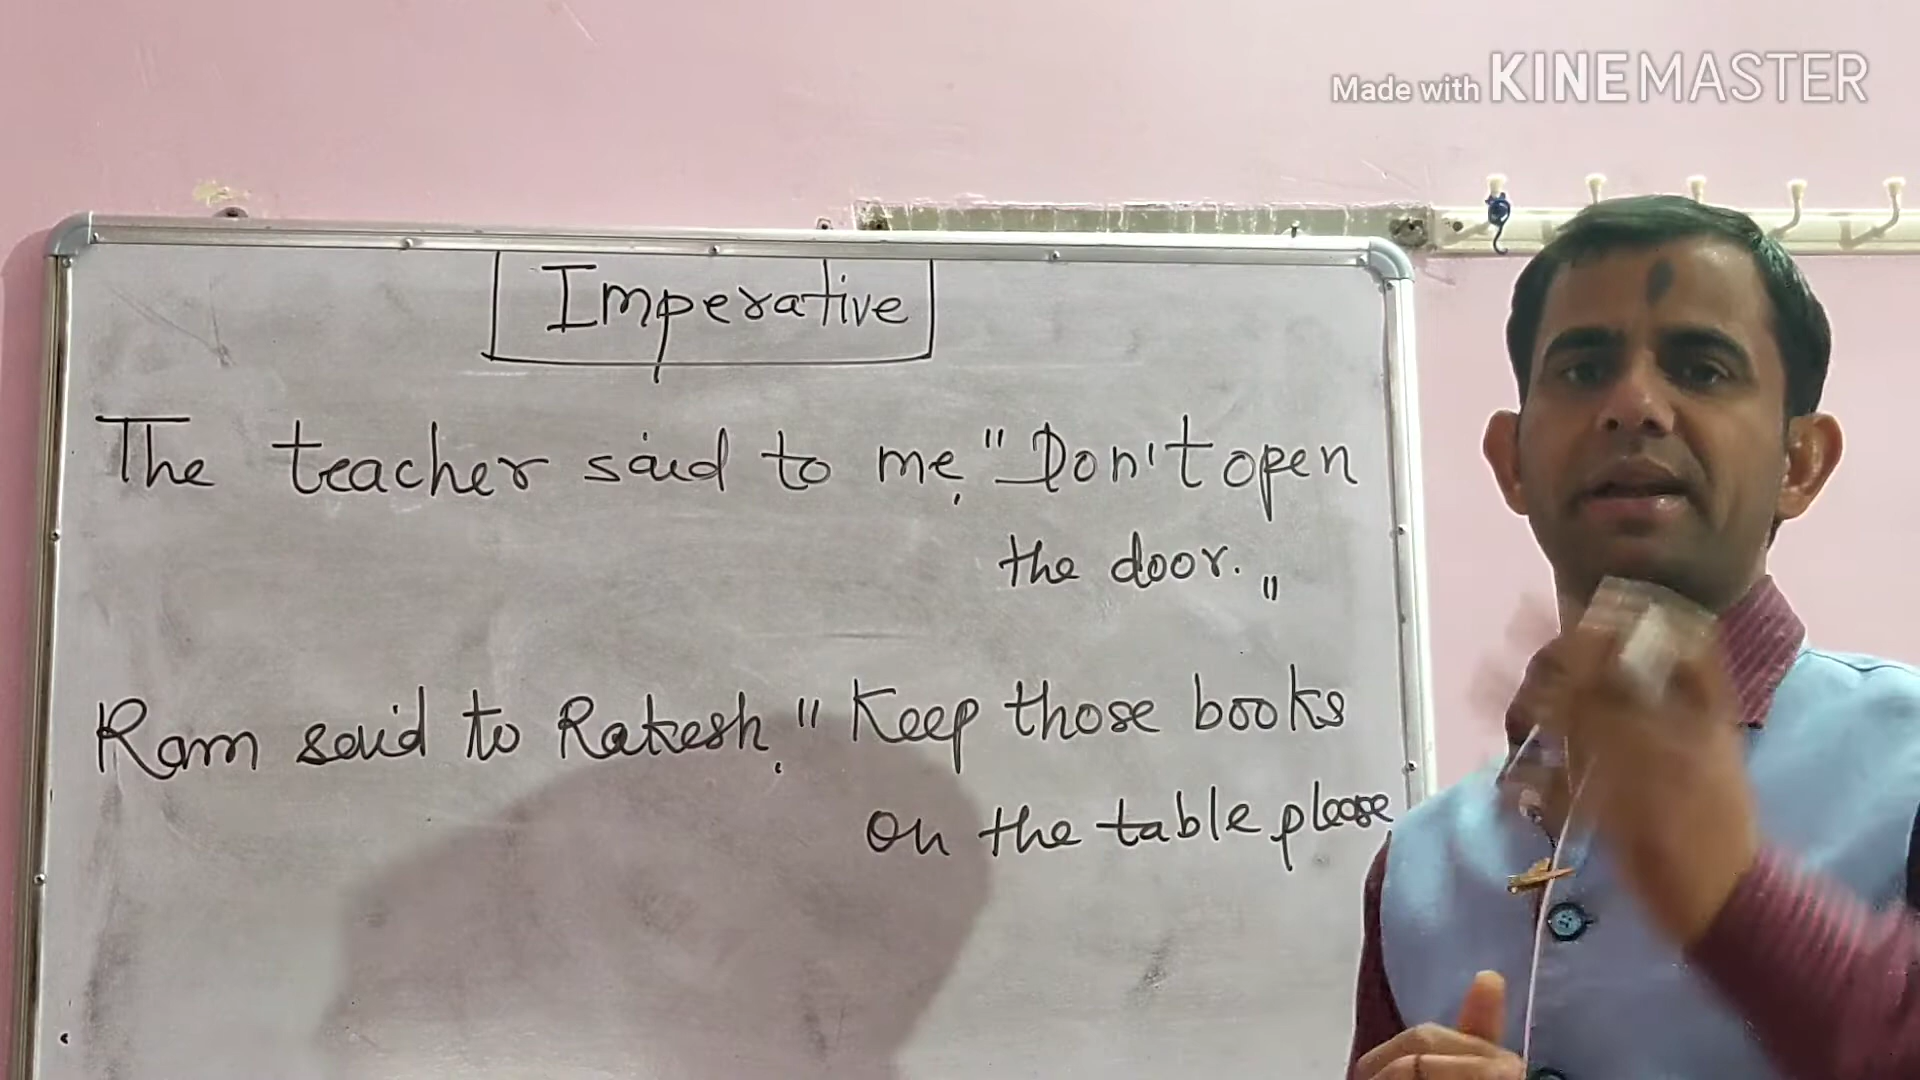 Made with KINEMASTER
Imperative
The teacher said to me, "Don't open
the door."
Ram said to Rakesh, "Keep those books
on the table please